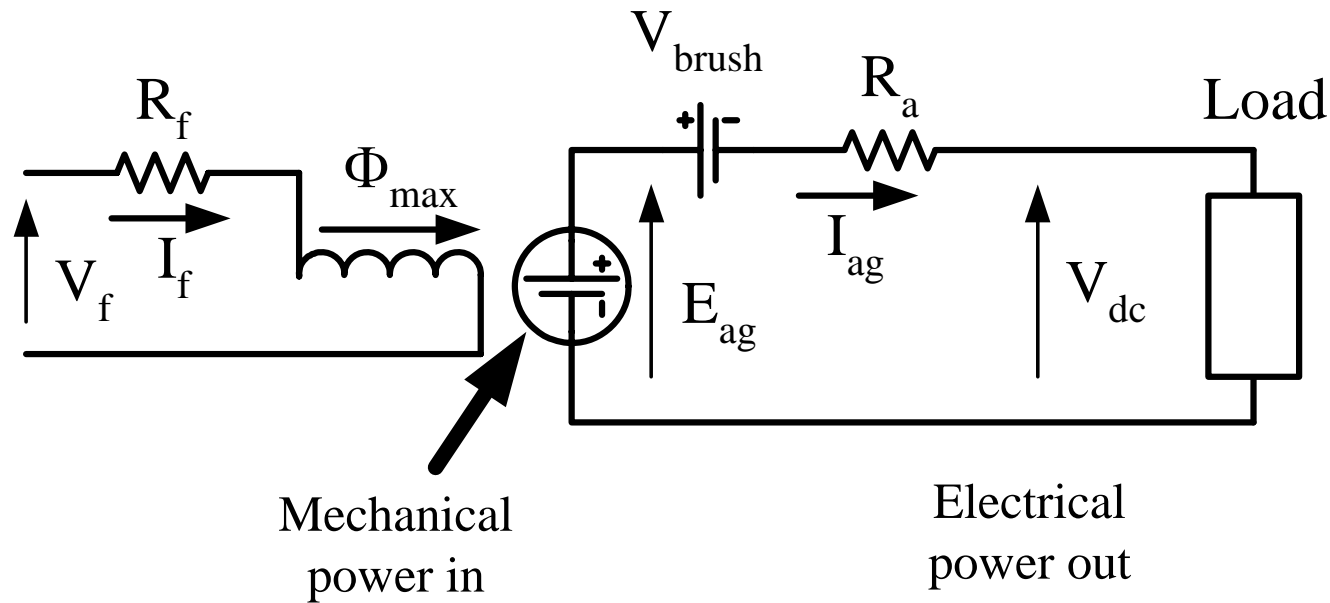 V brush
R f
R a
Load
Φ max
I f
V f
I ag
E ag
V dc
+
-
+
-
Mechanical
power in
Electrical
power out